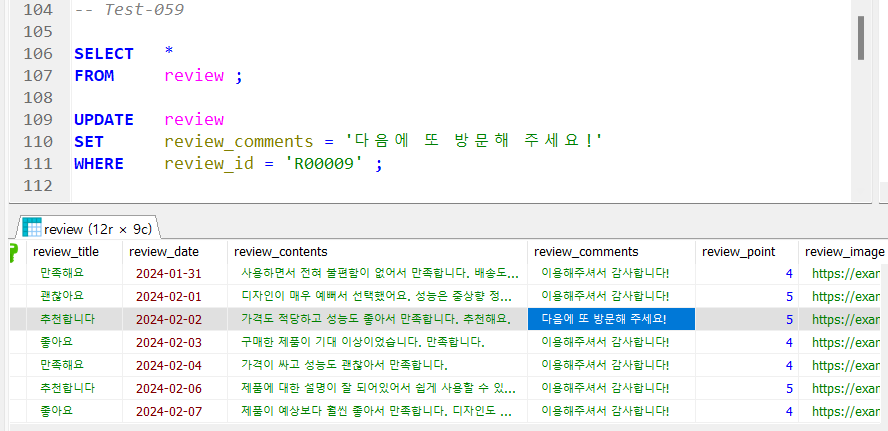 104 -- Test-059
105
106 SELECT *
107 FROM review ;
108
109 UPDATE review
110 SET review_comments = '다음에 또 방문해 주세요!'
111 WHERE review_id = 'R00009' ;
112
review (12r × 9c)
review_title review_date review_contents review_comments review_point review_image
만족해요 2024-01-31 사용하면서 전혀 불편함이 없어서 만족합니다. 배송도... 이용해주셔서 감사합니다! 4 https://exar
괜찮아요 2024-02-01 디자인이 매우 예뻐서 선택했어요. 성능은 중상향 정... 이용해주셔서 감사합니다! 5 https://exar
추천합니다 2024-02-02 가격도 적당하고 성능도 좋아서 만족합니다. 추천해요. 다음에 또 방문해 주세요! 5 https://exar
좋아요 2024-02-03 구매한 제품이 기대 이상이었습니다. 만족합니다. 이용해주셔서 감사합니다! 4 https://exar
만족해요 2024-02-04 가격이 싸고 성능도 괜찮아서 만족합니다. 이용해주셔서 감사합니다! 4 https://exar
추천합니다 2024-02-06 제품에 대한 설명이 잘 되어있어서 쉽게 사용할 수 있... 이용해주셔서 감사합니다! 5 https://exar
좋아요 2024-02-07 제품이 예상보다 훨씬 좋아서 만족합니다. 디자인도 ... 이용해주셔서 감사합니다! 4 https://exar